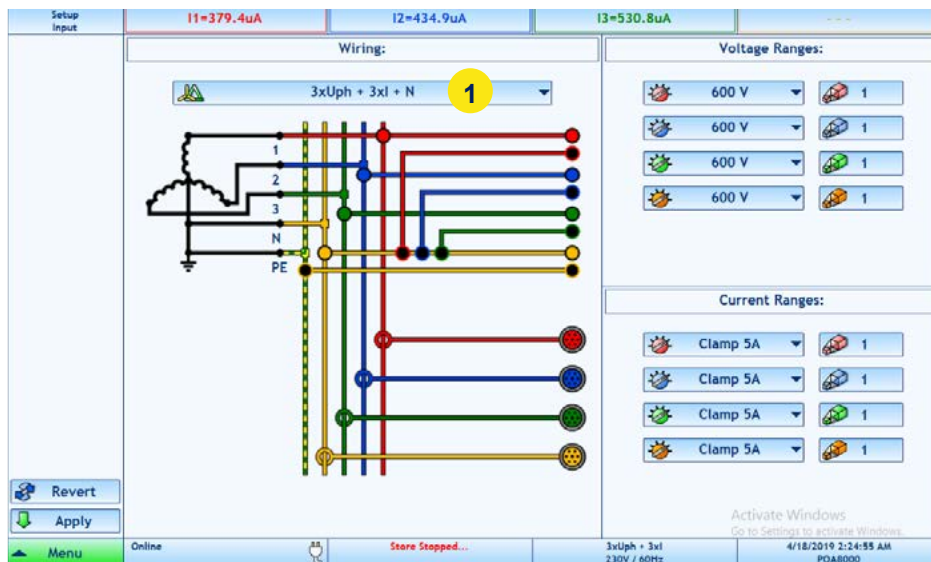 Setup
Input
I1=379.4uA
I2=434.9uA
I3=530.8uA
---
Wiring:
Voltage Ranges:
3xUph + 3xI + N
1
600 V
1
600 V
1
600 V
1
600 V
1
1
2
3
N
PE
Current Ranges:
Clamp 5A
1
Clamp 5A
1
Clamp 5A
1
Clamp 5A
1
Revert
Apply
Menu
Activate Windows
Go to Settings to activate Windows.
Online
Store Stopped...
3xUph + 3xI
230V / 60Hz
4/18/2019 2:24:55 AM
PQA8000